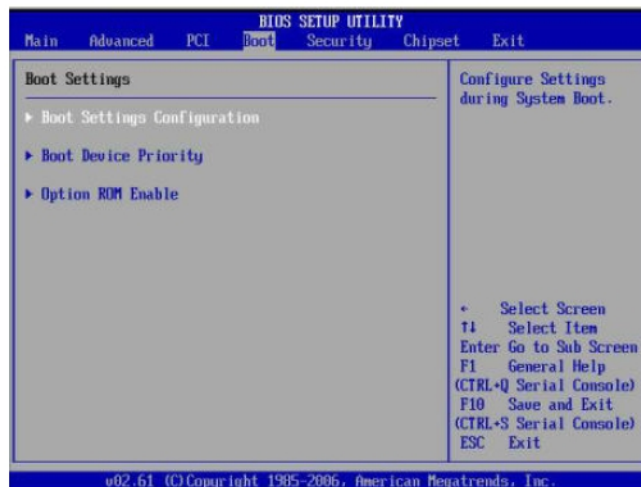 BIOS SETUP UTILITY
Main Advanced PCI Boot Security Chipset Exit
Boot Settings
▶ Boot Settings Configuration
▶ Boot Device Priority
▶ Option ROM Enable
Configure Settings
during System Boot.
← Select Screen
↑↓ Select Item
Enter Go to Sub Screen
F1 General Help
(CTRL+Q Serial Console)
F10 Save and Exit
(CTRL+S Serial Console)
ESC Exit
v02.61 (C)Copyright 1985-2006, American Megatrends, Inc.